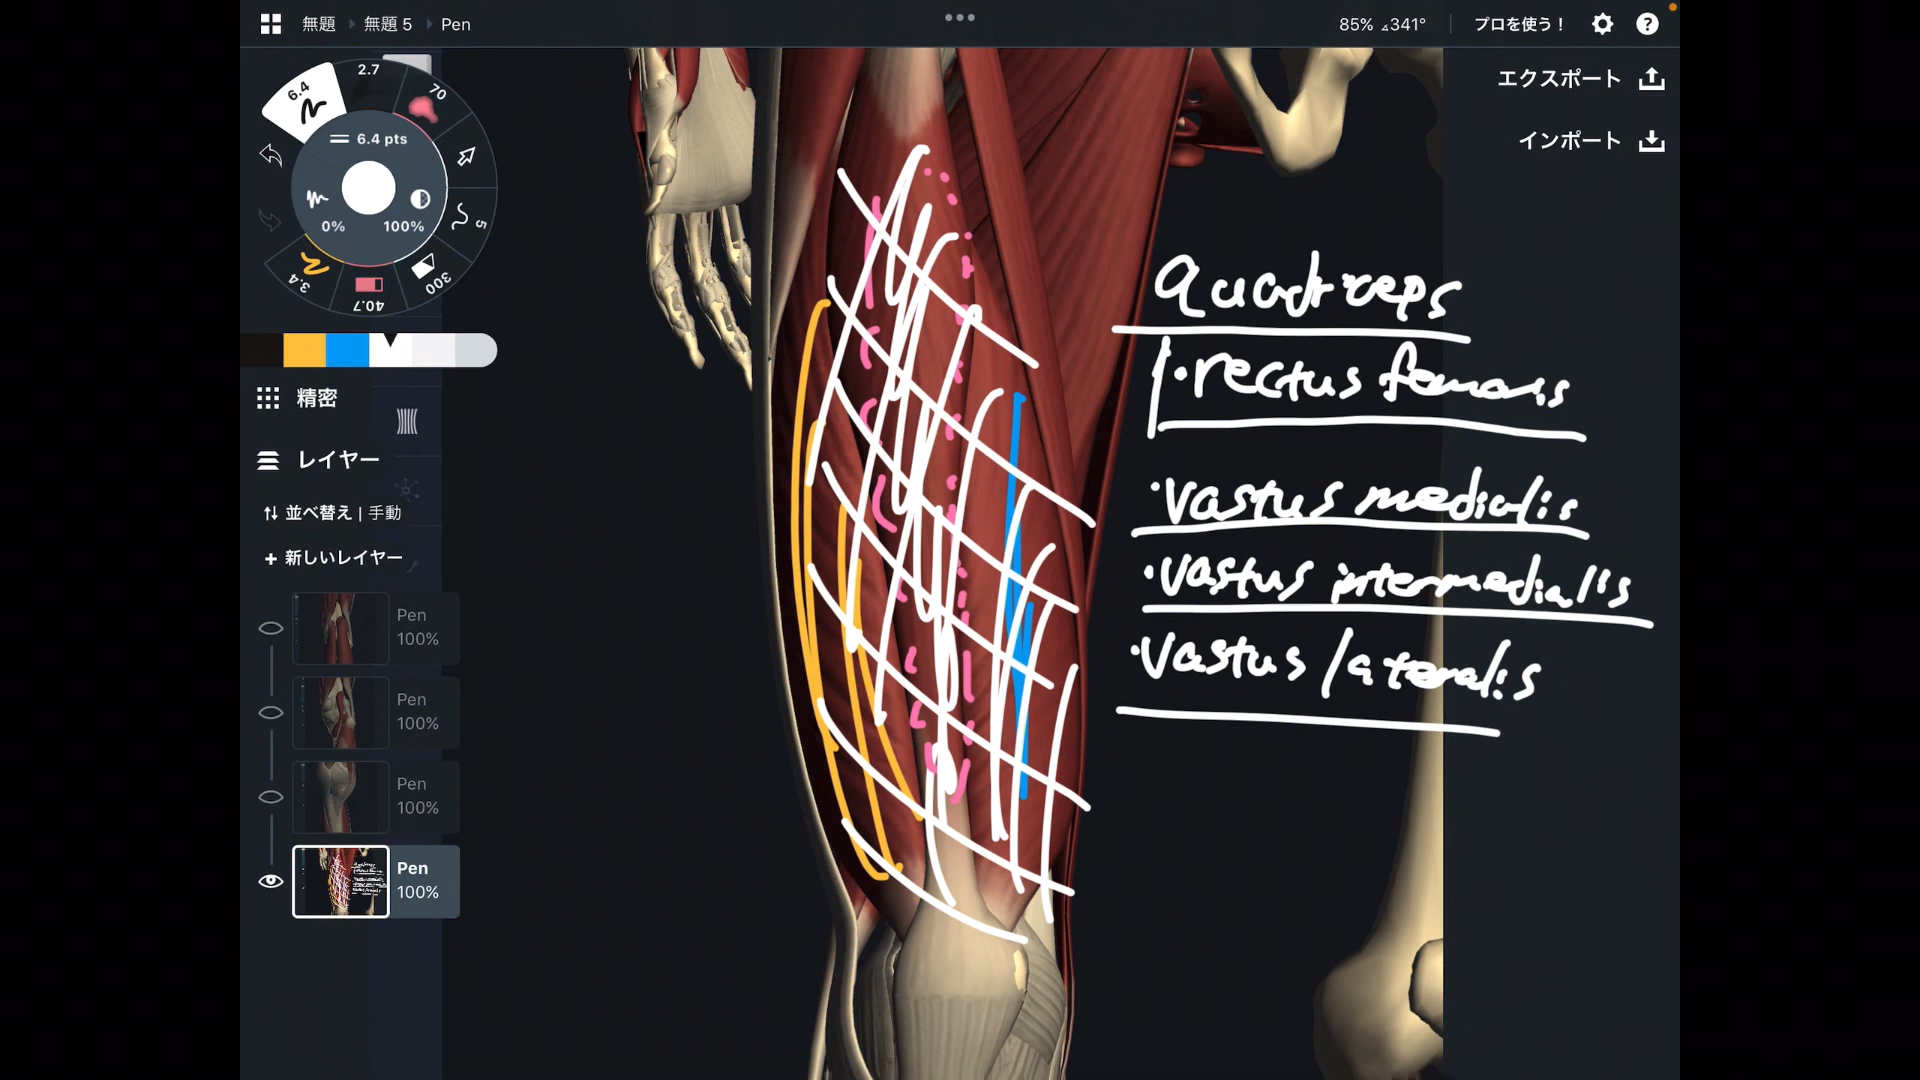 無題 無題 5 Pen
85% ⦟341°
プロを使う！
エクスポート
インポート
6.4
2.7
70
5
300
40.7
3.4
6.4 pts
0% 100%
精密
レイヤー
並べ替え | 手動
新しいレイヤー
Pen
100%
Pen
100%
Pen
100%
Pen
100%
quadriceps
・rectus femoris
・vastus medialis
・vastus intermedialis
・vastus lateralis